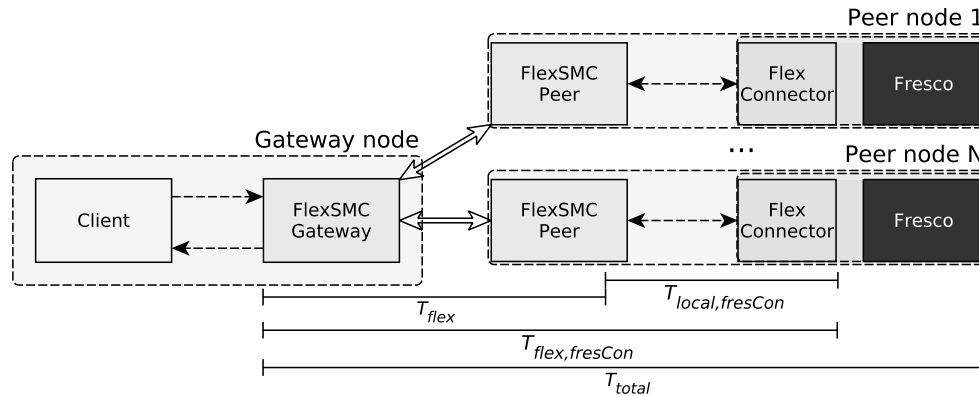 Peer node 1
FlexSMC
Peer
Flex
Connector
Fresco
...
Gateway node
Peer node N
Client
FlexSMC
Gateway
FlexSMC
Peer
Flex
Connector
Fresco
T_flex
T_local,fresCon
T_flex,fresCon
T_total